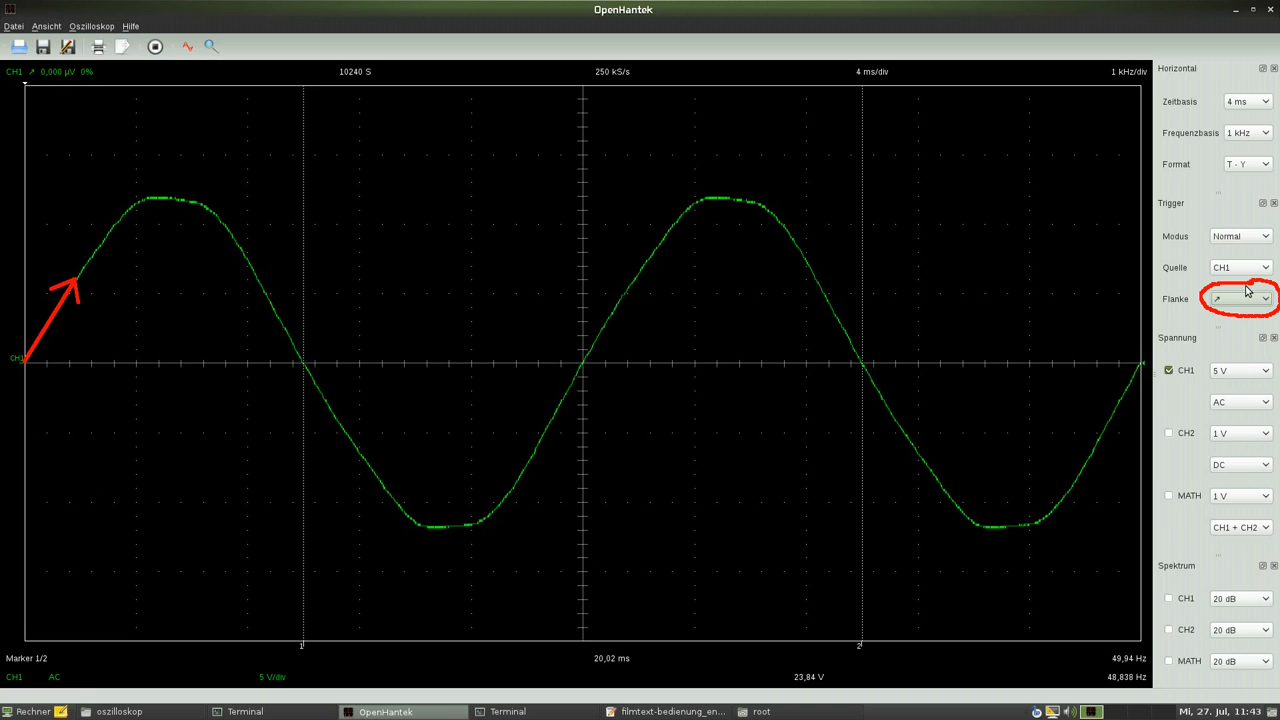 OpenHantek
Datei Ansicht Oszilloskop Hilfe
CH1 ↗ 0,000 µV 0% 10240 S 250 kS/s 4 ms/div 1 kHz/div
Horizontal
Zeitbasis 4 ms
Frequenzbasis 1 kHz
Format T - Y
Trigger
Modus Normal
Quelle CH1
Flanke ↗
Spannung
CH1
CH1 5 V
AC
CH2 1 V
DC
MATH 1 V
CH1 + CH2
Spektrum
CH1 20 dB
CH2 20 dB
MATH 20 dB
1 2
Marker 1/2 20,02 ms 49,94 Hz
CH1 AC 5 V/div 23,84 V 48,838 Hz
Rechner oszilloskop Terminal OpenHantek Terminal filmtext-bedienung_en... root Mi, 27. Jul, 11:43